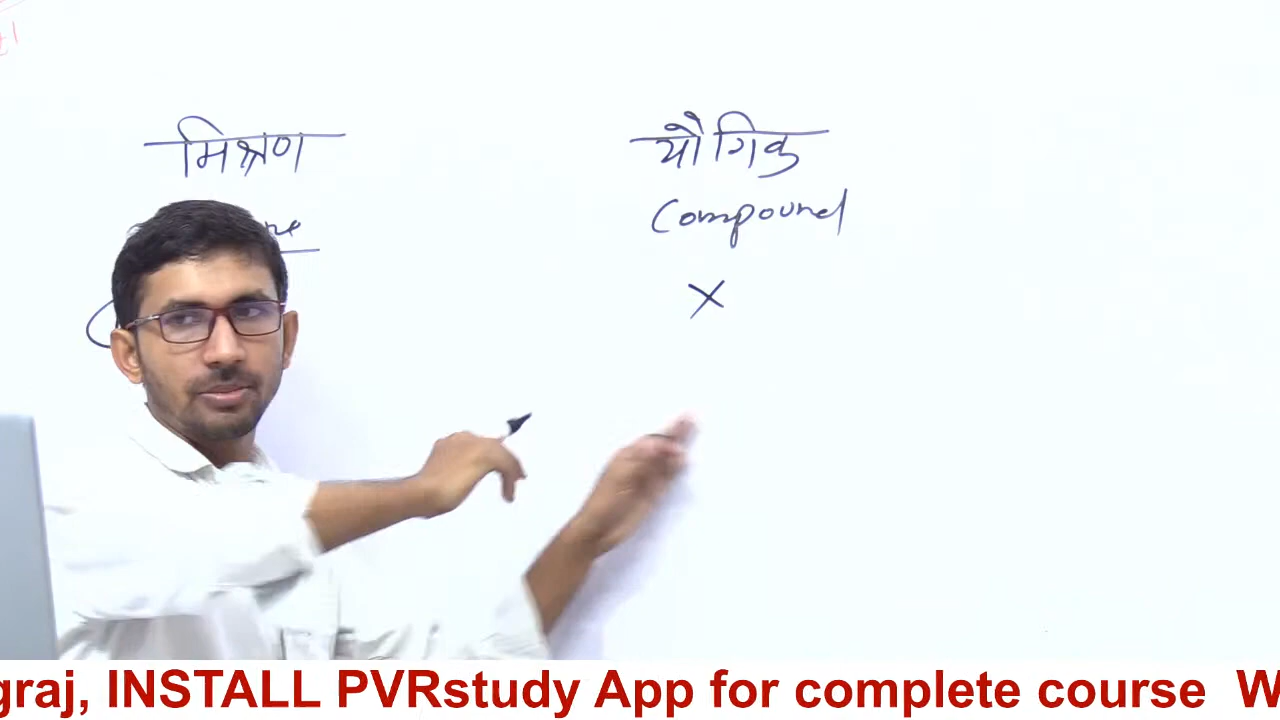 मिश्रण
यौगिक
Compound
X
graj, INSTALL PVRstudy App for complete course W